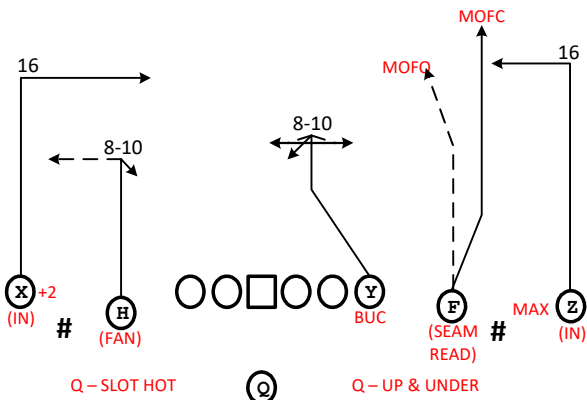 MOFC
16
MOFO
16
8-10
8-10
X +2
H
Y
F
MAX Z
(IN)
#
(FAN)
BUC
(SEAM
READ)
#
(IN)
Q – SLOT HOT
Q
Q – UP & UNDER